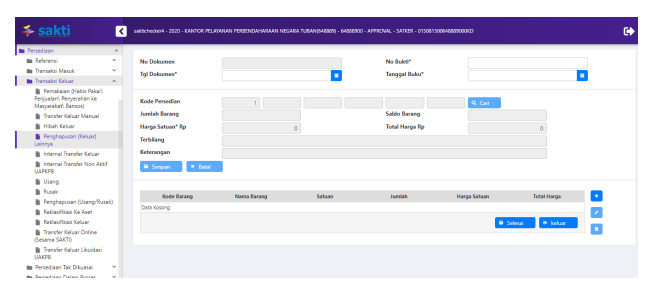 sakti
saktichecker4 - 2020 - KANTOR PELAYANAN PERBENDAHARAAN NEGARA TUBAN(648889) - 64888900 - APPROVAL - SATKER - 015081500648889000KD
Persediaan
Referensi
Transaksi Masuk
Transaksi Keluar
Pemakaian (Habis Pakai\
Penjualan\ Penyerahan ke
Masyarakat\ Bansos)
Transfer Keluar Manual
Hibah Keluar
Penghapusan (Keluar)
Lainnya
Internal Transfer Keluar
Internal Transfer Non Aktif
UAPKPB
Usang
Rusak
Penghapusan (Usang/Rusak)
Reklasifikasi Ke Aset
Reklasifikasi Keluar
Transfer Keluar Online
(Sesama SAKTI)
Transfer Keluar Likuidasi
UAKPB
Persediaan Tak Dikuasai
Persediaan Dalam Proses
No Dokumen
No Bukti*
Tgl Dokumen*
Tanggal Buku*
Kode Persedian
1
Cari
Jumlah Barang
Saldo Barang
Harga Satuan* Rp
0
Total Harga Rp
0
Terbilang
Keterangan
Simpan
Batal
Kode Barang Nama Barang Satuan Jumlah Harga Satuan Total Harga
Data Kosong
Selesai
Keluar